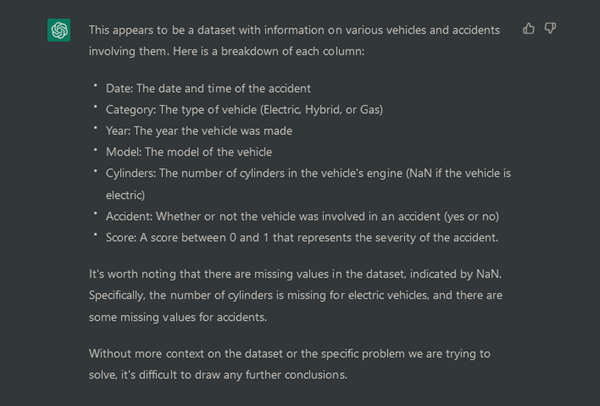 This appears to be a dataset with information on various vehicles and accidents
involving them. Here is a breakdown of each column:
• Date: The date and time of the accident
• Category: The type of vehicle (Electric, Hybrid, or Gas)
• Year: The year the vehicle was made
• Model: The model of the vehicle
• Cylinders: The number of cylinders in the vehicle's engine (NaN if the vehicle is
electric)
• Accident: Whether or not the vehicle was involved in an accident (yes or no)
• Score: A score between 0 and 1 that represents the severity of the accident.
It's worth noting that there are missing values in the dataset, indicated by NaN.
Specifically, the number of cylinders is missing for electric vehicles, and there are
some missing values for accidents.
Without more context on the dataset or the specific problem we are trying to
solve, it's difficult to draw any further conclusions.